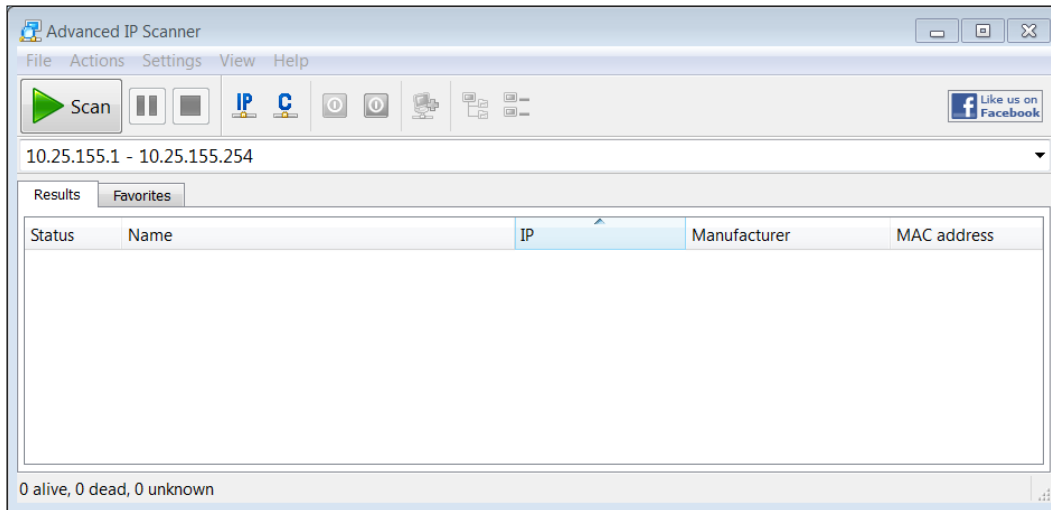 Advanced IP Scanner
File Actions Settings View Help
Scan IP C Like us on
Facebook
10.25.155.1 - 10.25.155.254
Results Favorites
Status Name IP Manufacturer MAC address
0 alive, 0 dead, 0 unknown